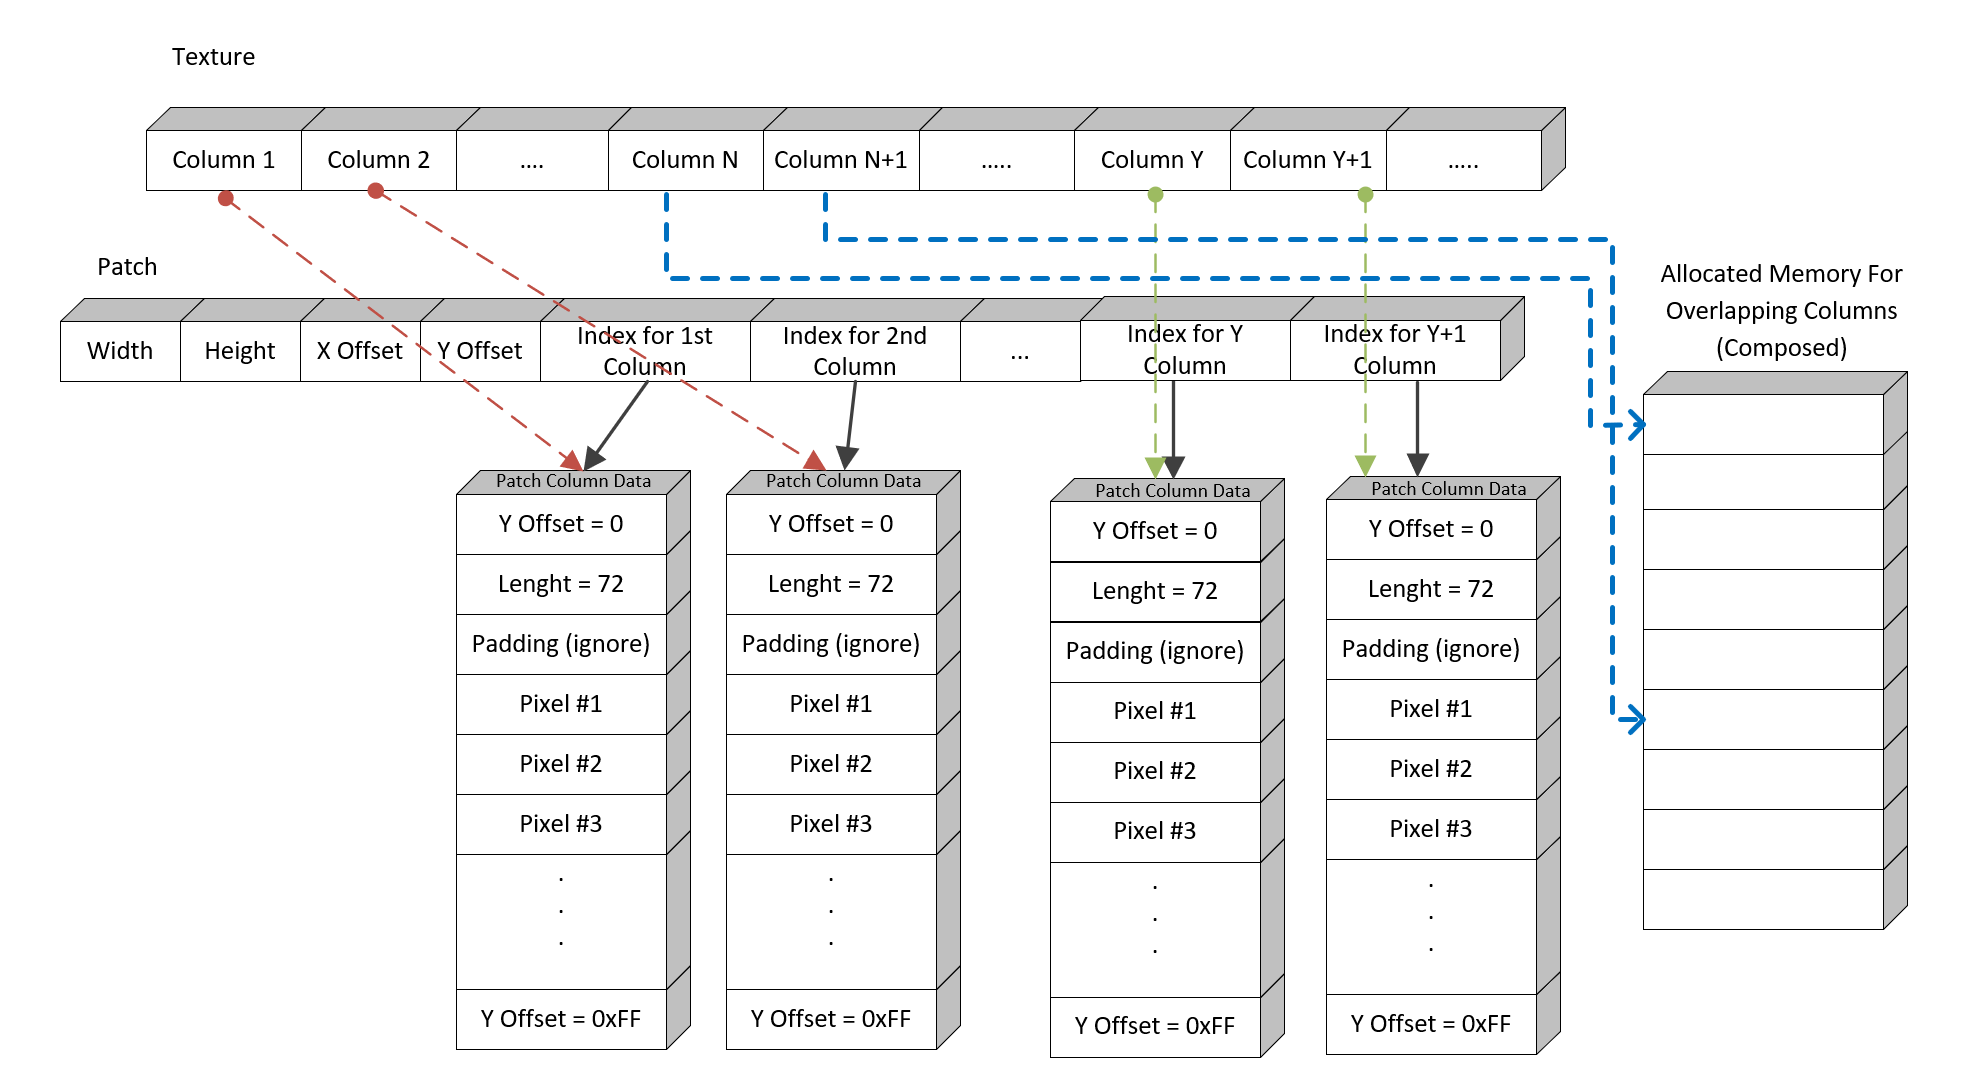 Texture
Column 1
Column 2
....
Column N
Column N+1
.....
Column Y
Column Y+1
.....
Patch
Width
Height
X Offset
Y Offset
Index for 1st
Column
Index for 2nd
Column
...
Index for Y
Column
Index for Y+1
Column
Allocated Memory For
Overlapping Columns
(Composed)
Patch Column Data
Y Offset = 0
Lenght = 72
Padding (ignore)
Pixel #1
Pixel #2
Pixel #3
.
.
.
Y Offset = 0xFF
Patch Column Data
Y Offset = 0
Lenght = 72
Padding (ignore)
Pixel #1
Pixel #2
Pixel #3
.
.
.
Y Offset = 0xFF
Patch Column Data
Y Offset = 0
Lenght = 72
Padding (ignore)
Pixel #1
Pixel #2
Pixel #3
.
.
.
Y Offset = 0xFF
Patch Column Data
Y Offset = 0
Lenght = 72
Padding (ignore)
Pixel #1
Pixel #2
Pixel #3
.
.
.
Y Offset = 0xFF